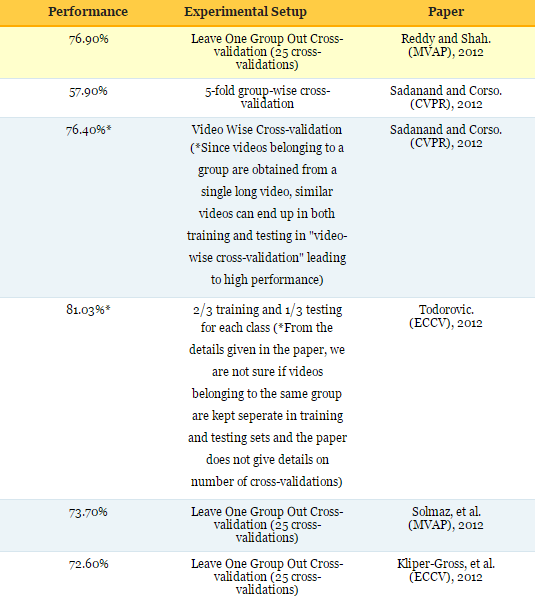 Performance Experimental Setup Paper
76.90% Leave One Group Out Cross- Reddy and Shah.
validation (25 cross- (MVAP), 2012
validations)
57.90% 5-fold group-wise cross- Sadanand and Corso.
validation (CVPR), 2012
76.40%* Video Wise Cross-validation Sadanand and Corso.
(*Since videos belonging to a (CVPR), 2012
group are obtained from a
single long video, similar
videos can end up in both
training and testing in "video-
wise cross-validation" leading
to high performance)
81.03%* 2/3 training and 1/3 testing Todorovic.
for each class (*From the (ECCV), 2012
details given in the paper, we
are not sure if videos
belonging to the same group
are kept seperate in training
and testing sets and the paper
does not give details on
number of cross-validations)
73.70% Leave One Group Out Cross- Solmaz, et al.
validation (25 cross- (MVAP), 2012
validations)
72.60% Leave One Group Out Cross- Kliper-Gross, et al.
validation (25 cross- (ECCV), 2012
validations)